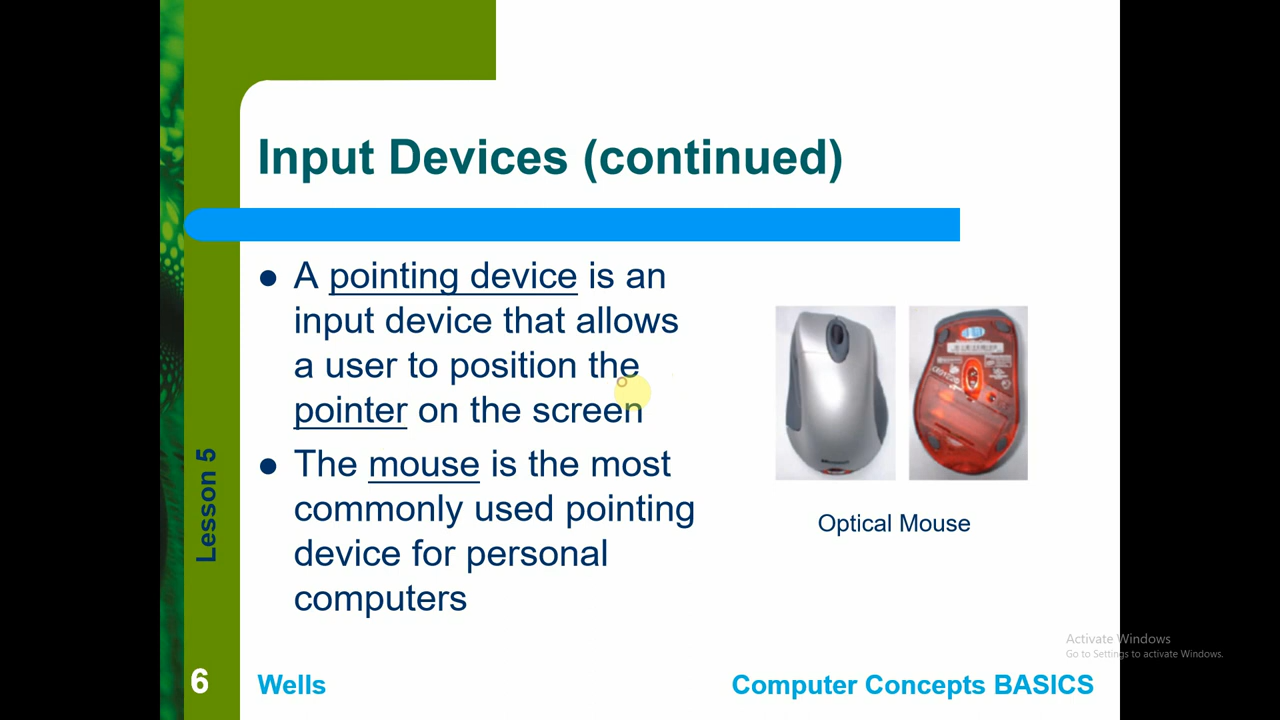 Input Devices (continued)
● A pointing device is an
input device that allows
a user to position the
pointer on the screen
● The mouse is the most
commonly used pointing
device for personal
computers
Optical Mouse
Lesson 5
Activate Windows
Go to Settings to activate Windows.
6
Wells
Computer Concepts BASICS